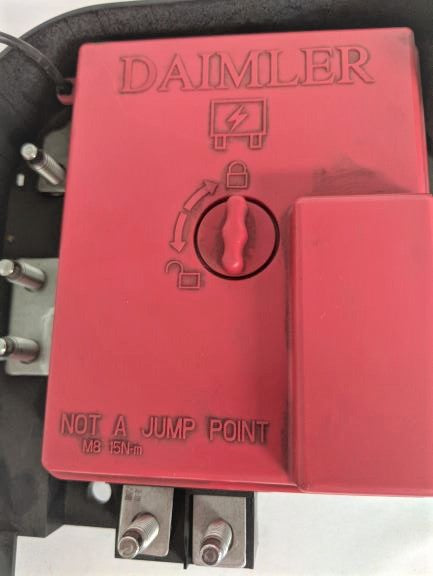 DAIMLER
NOT A JUMP POINT
M8 15N-m